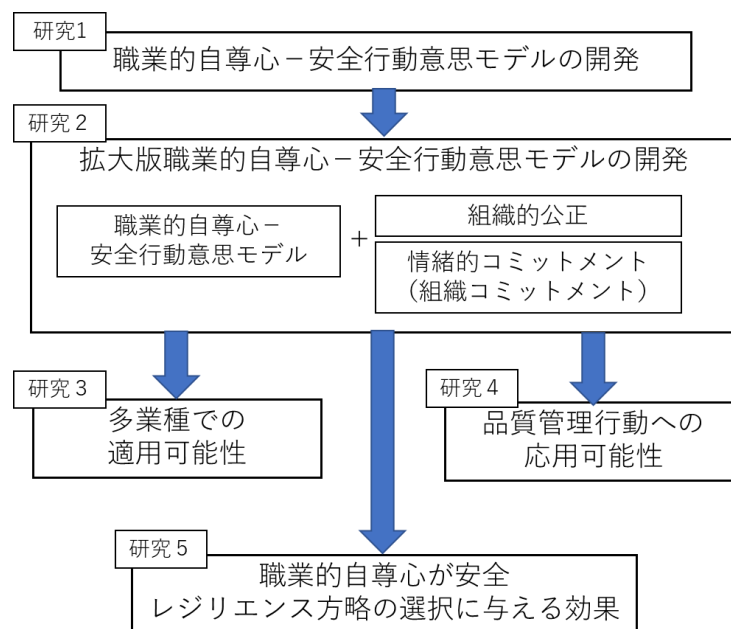 研究1
職業的自尊心－安全行動意思モデルの開発
研究２
拡大版職業的自尊心－安全行動意思モデルの開発
職業的自尊心－
安全行動意思モデル
+
組織的公正
情緒的コミットメント
（組織コミットメント）
研究３
多業種での
適用可能性
研究４
品質管理行動への
応用可能性
研究５
職業的自尊心が安全
レジリエンス方略の選択に与える効果